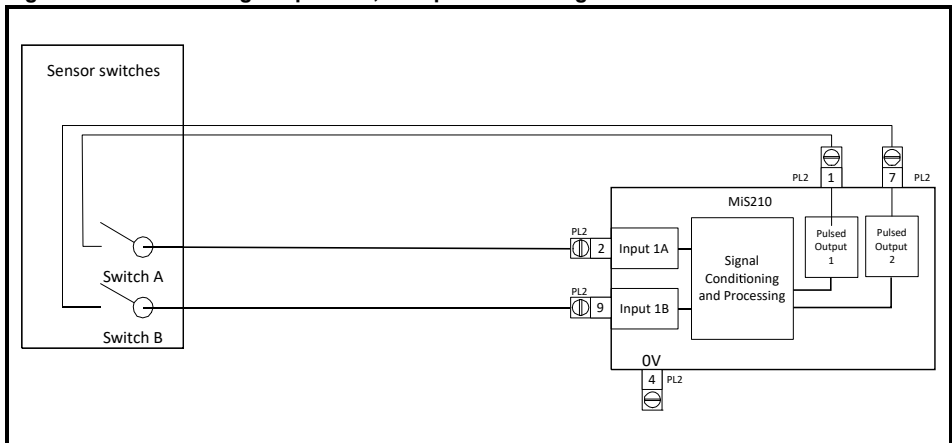 Sensor switches
PL2 1 7 PL2
MiS210
Pulsed
Output
1
Pulsed
Output
2
PL2
2 Input 1A
Signal
Conditioning
and Processing
Switch A
PL2
9 Input 1B
Switch B
0V
4 PL2